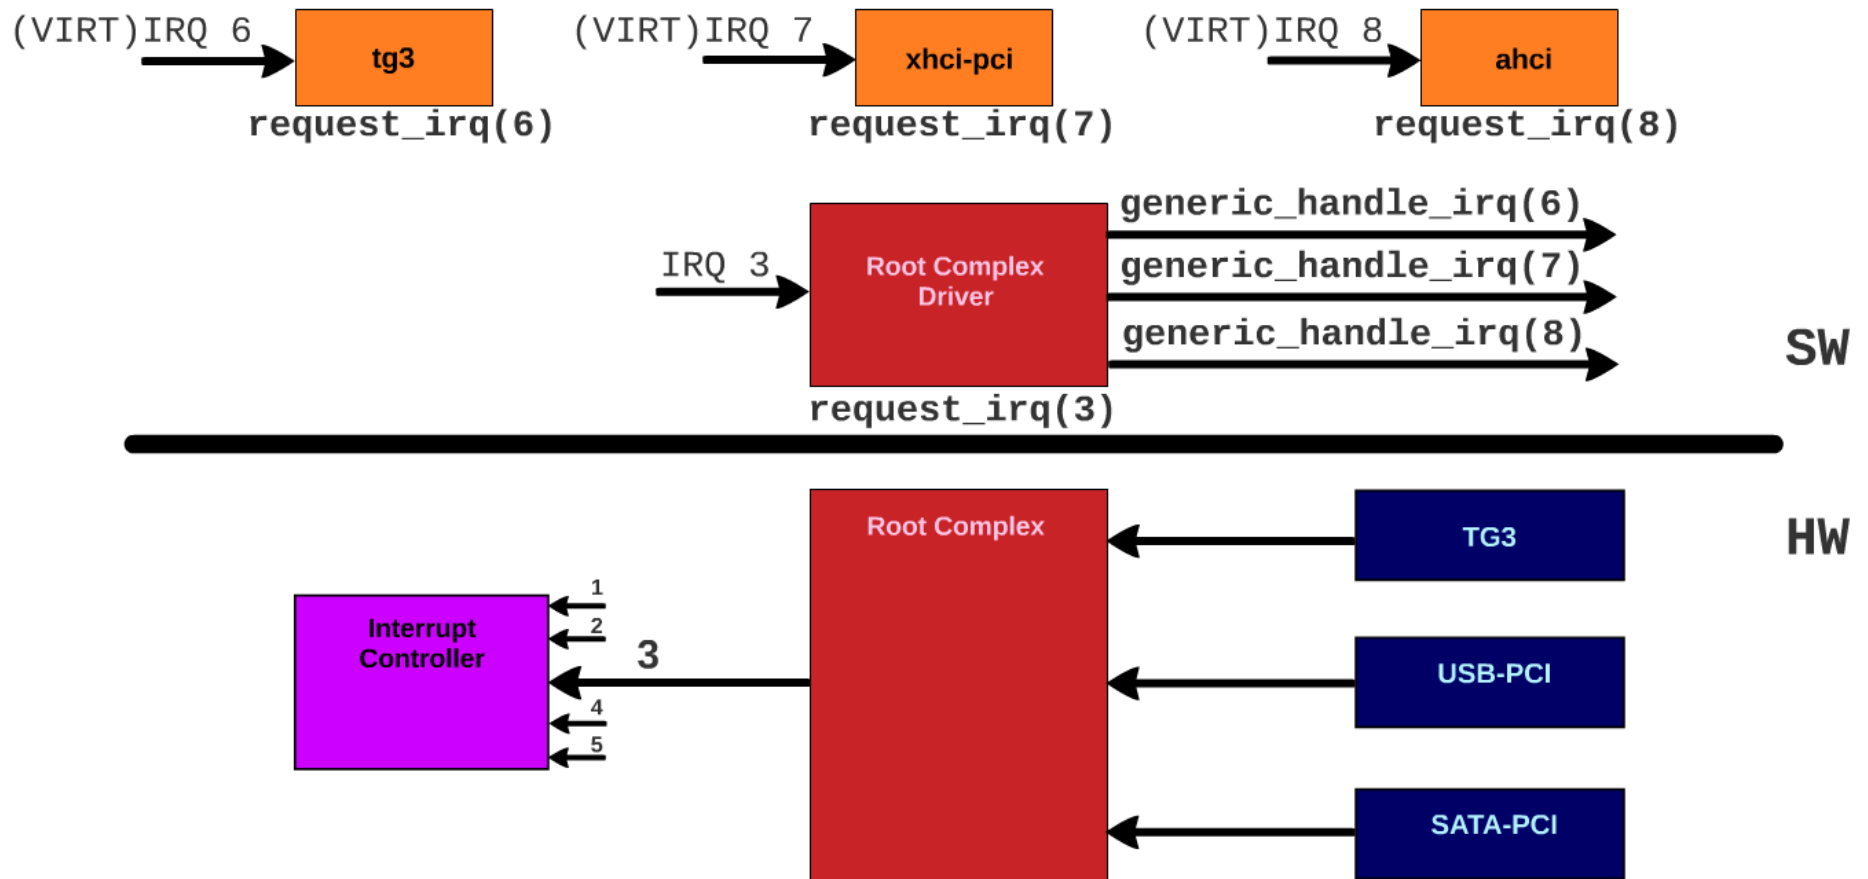 (VIRT)IRQ 6
tg3
request_irq(6)
(VIRT)IRQ 7
xhci-pci
request_irq(7)
(VIRT)IRQ 8
ahci
request_irq(8)
IRQ 3
Root Complex
Driver
request_irq(3)
generic_handle_irq(6)
generic_handle_irq(7)
generic_handle_irq(8)
SW
HW
Interrupt
Controller
1
2
3
4
5
Root Complex
TG3
USB-PCI
SATA-PCI